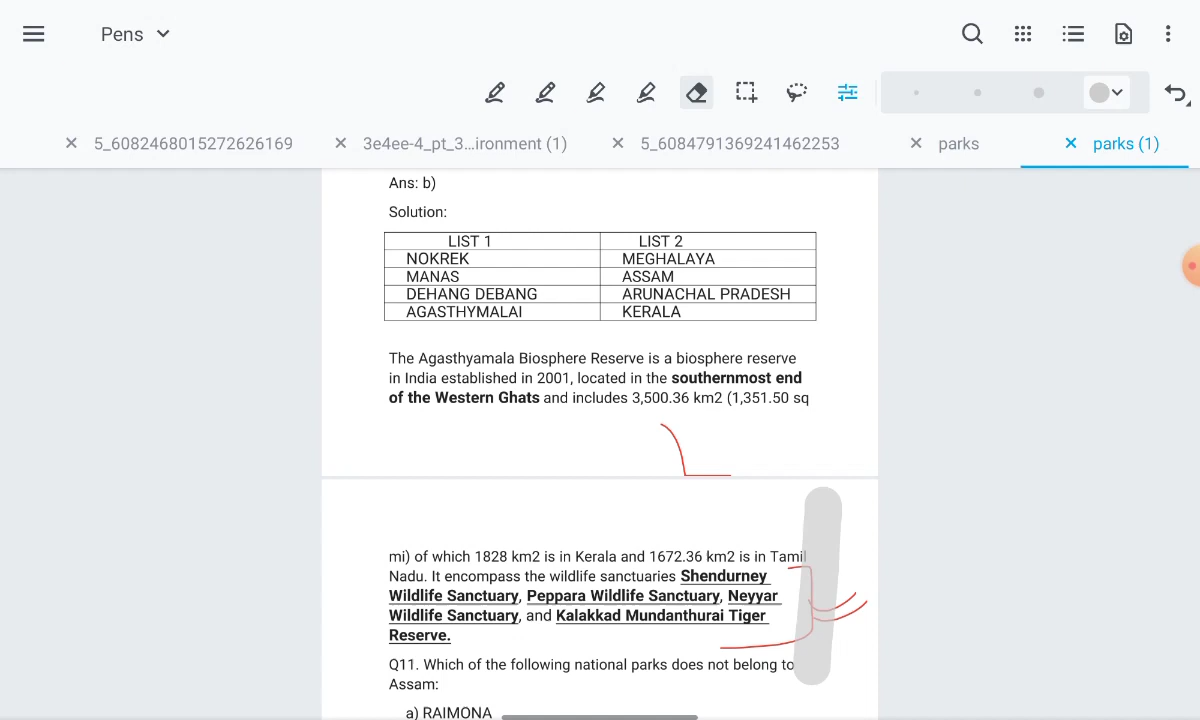 Pens
5_6082468015272626169
3e4ee-4_pt_3...ironment (1)
5_6084791369241462253
parks
parks (1)
Ans: b)
Solution:
LIST 1 LIST 2
NOKREK MEGHALAYA
MANAS ASSAM
DEHANG DEBANG ARUNACHAL PRADESH
AGASTHYMALAI KERALA
The Agasthyamala Biosphere Reserve is a biosphere reserve
in India established in 2001, located in the southernmost end
of the Western Ghats and includes 3,500.36 km2 (1,351.50 sq
mi) of which 1828 km2 is in Kerala and 1672.36 km2 is in Tamil
Nadu. It encompass the wildlife sanctuaries Shendurney
Wildlife Sanctuary, Peppara Wildlife Sanctuary, Neyyar
Wildlife Sanctuary, and Kalakkad Mundanthurai Tiger
Reserve.
Q11. Which of the following national parks does not belong to
Assam:
a) RAIMONA